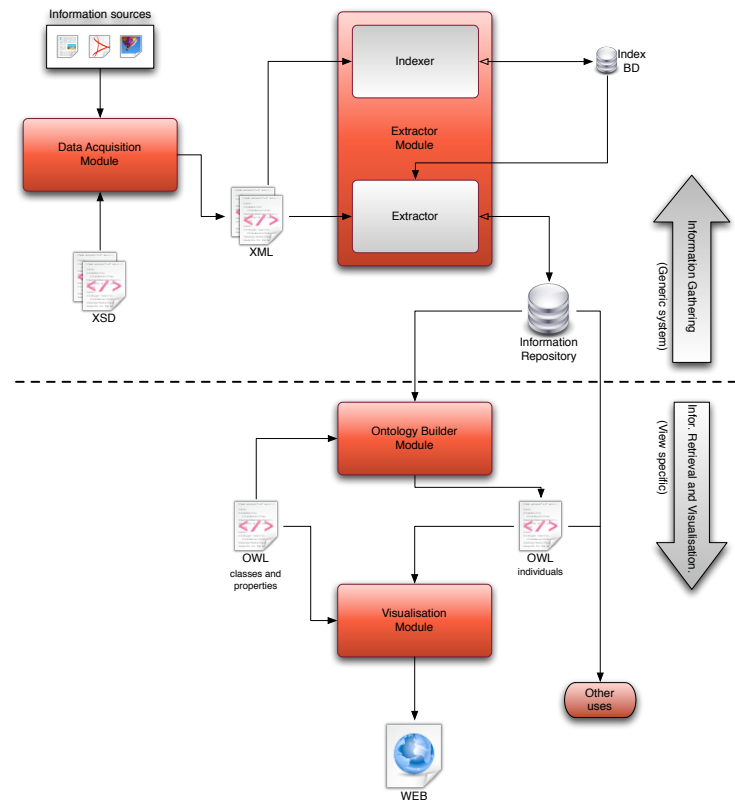 Information sources
Data Acquisition
Module
XSD
XML
Indexer
Extractor
Module
Extractor
Index
BD
Information
Repository
Information Gathering
(Generic system)
Ontology Builder
Module
OWL
classes and
properties
OWL
individuals
Infor. Retrieval and Visualisation.
(View specific)
Visualisation
Module
Other
uses
WEB